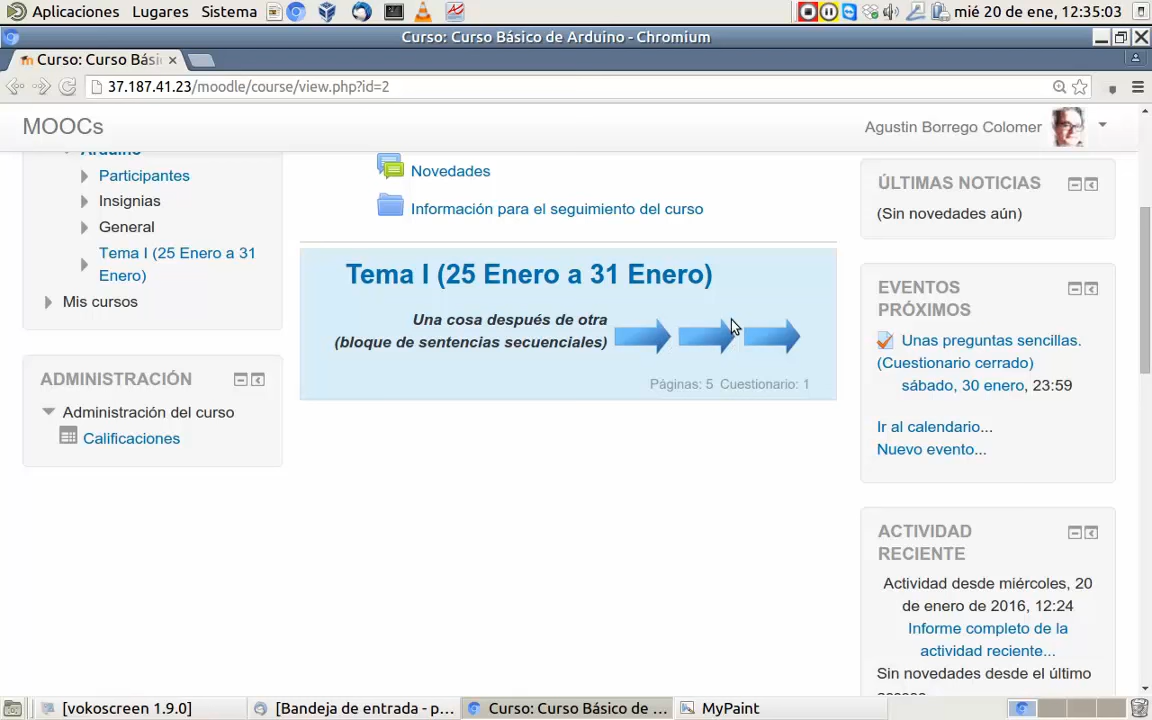 Aplicaciones Lugares Sistema mié 20 de ene, 12:35:03
Curso: Curso Básico de Arduino - Chromium
Curso: Curso Bási
37.187.41.23/moodle/course/view.php?id=2
MOOCs
Agustin Borrego Colomer
Arduino
Participantes
Insignias
General
Tema I (25 Enero a 31
Enero)
Mis cursos
ADMINISTRACIÓN
Administración del curso
Calificaciones
Novedades
Información para el seguimiento del curso
Tema I (25 Enero a 31 Enero)
Una cosa después de otra
(bloque de sentencias secuenciales)
Páginas: 5 Cuestionario: 1
ÚLTIMAS NOTICIAS
(Sin novedades aún)
EVENTOS
PRÓXIMOS
Unas preguntas sencillas.
(Cuestionario cerrado)
sábado, 30 enero, 23:59
Ir al calendario...
Nuevo evento...
ACTIVIDAD
RECIENTE
Actividad desde miércoles, 20
de enero de 2016, 12:24
Informe completo de la
actividad reciente...
Sin novedades desde el último
[vokoscreen 1.9.0] [Bandeja de entrada - p... Curso: Curso Básico de ... MyPaint